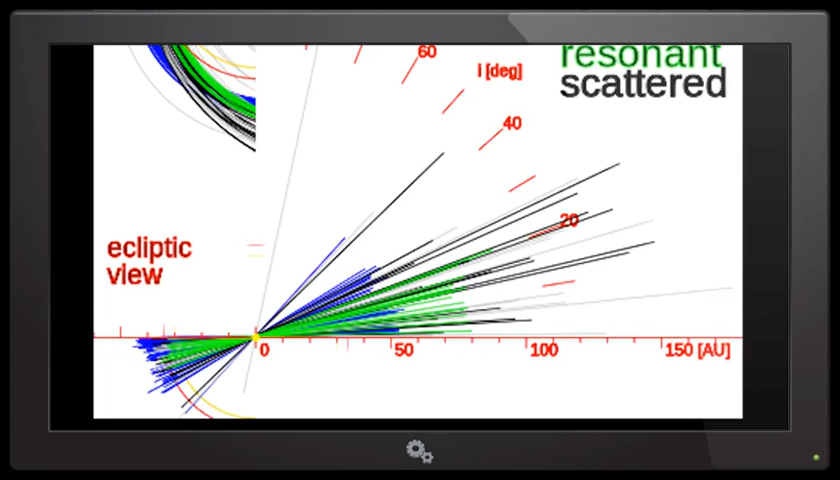 resonant
scattered
60
i [deg]
40
20
ecliptic
view
0 50 100 150 [AU]